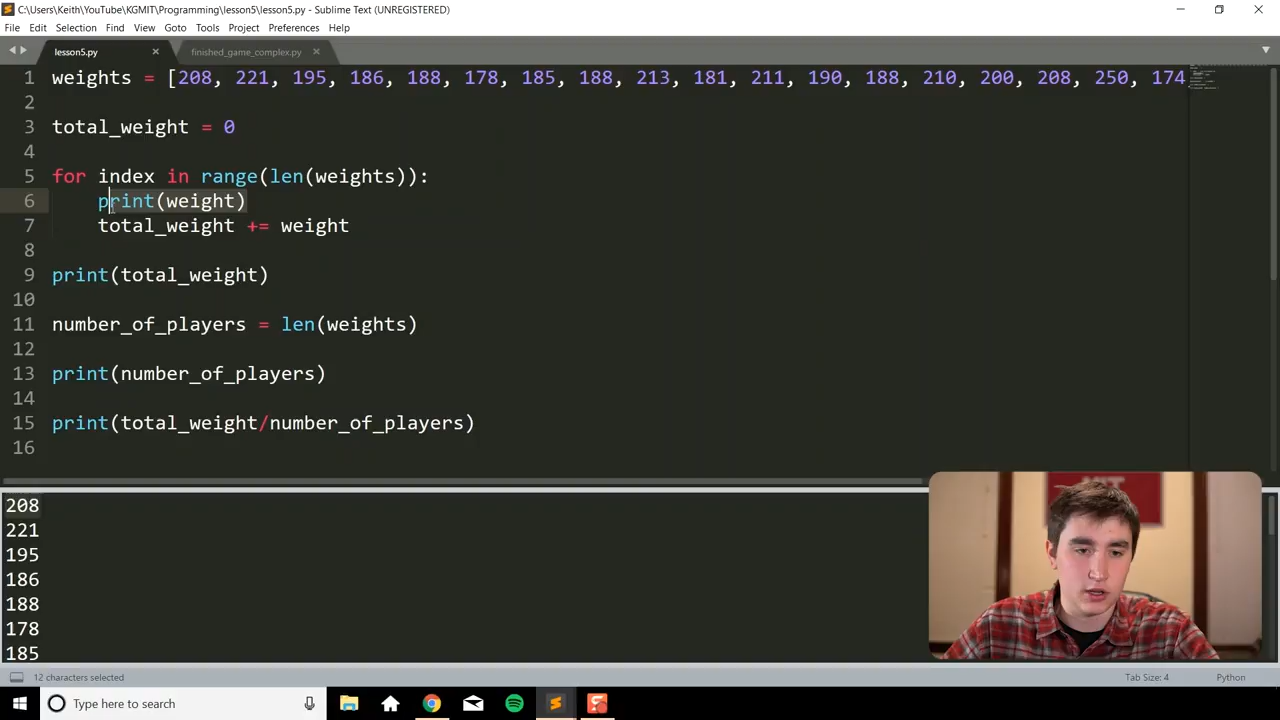 C:\Users\Keith\YouTube\KGMIT\Programming\lesson5\lesson5.py - Sublime Text (UNREGISTERED)
File Edit Selection Find View Goto Tools Project Preferences Help
lesson5.py finished_game_complex.py
1 weights = [208, 221, 195, 186, 188, 178, 185, 188, 213, 181, 211, 190, 188, 210, 200, 208, 250, 174
2
3 total_weight = 0
4
5 for index in range(len(weights)):
6 print(weight)
7 total_weight += weight
8
9 print(total_weight)
10
11 number_of_players = len(weights)
12
13 print(number_of_players)
14
15 print(total_weight/number_of_players)
16
208
221
195
186
188
178
185
12 characters selected Tab Size: 4 Python
Type here to search